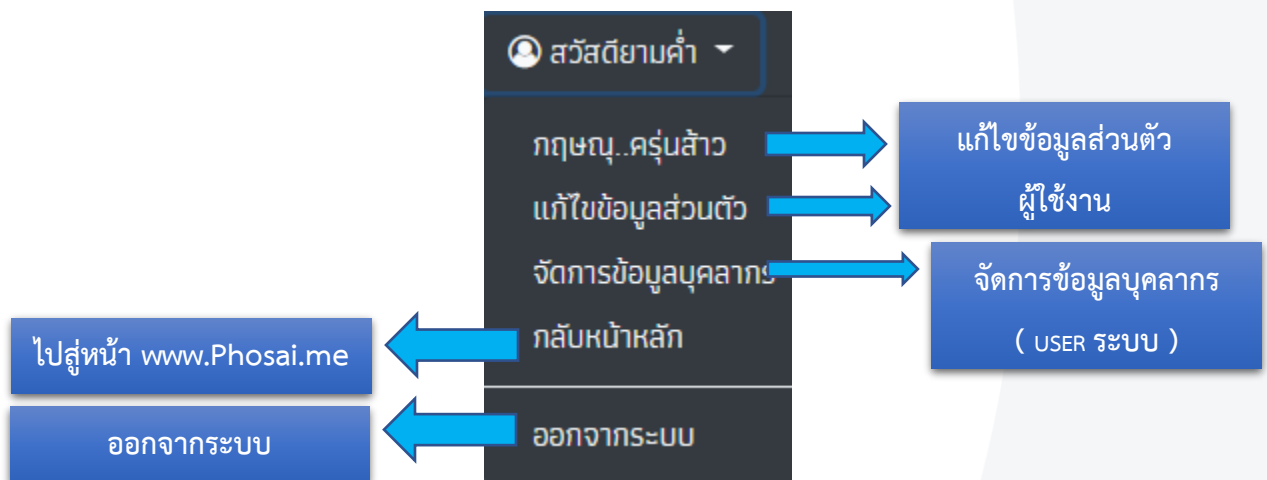 สวัสดียามค่ำ
กฤษณุ..ครุ่นส้าว
แก้ไขข้อมูลส่วนตัว
จัดการข้อมูลบุคลากร
กลับหน้าหลัก
ออกจากระบบ
แก้ไขข้อมูลส่วนตัว
ผู้ใช้งาน
จัดการข้อมูลบุคลากร
( USER ระบบ )
ไปสู่หน้า www.Phosai.me
ออกจากระบบ